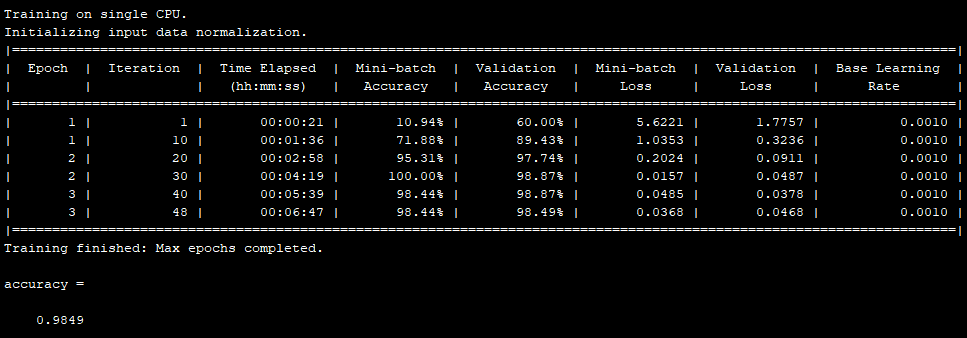 Training on single CPU.
Initializing input data normalization.
|======================================================================================================================|
|  Epoch  |  Iteration  |  Time Elapsed  |  Mini-batch  |  Validation  |  Mini-batch  |  Validation  |  Base Learning  |
|         |             |   (hh:mm:ss)   |   Accuracy   |   Accuracy   |     Loss     |     Loss     |      Rate       |
|======================================================================================================================|
|       1 |           1 |       00:00:21 |       10.94% |       60.00% |       5.6221 |       1.7757 |          0.0010 |
|       1 |          10 |       00:01:36 |       71.88% |       89.43% |       1.0353 |       0.3236 |          0.0010 |
|       2 |          20 |       00:02:58 |       95.31% |       97.74% |       0.2024 |       0.0911 |          0.0010 |
|       2 |          30 |       00:04:19 |      100.00% |       98.87% |       0.0157 |       0.0487 |          0.0010 |
|       3 |          40 |       00:05:39 |       98.44% |       98.87% |       0.0485 |       0.0378 |          0.0010 |
|       3 |          48 |       00:06:47 |       98.44% |       98.49% |       0.0368 |       0.0468 |          0.0010 |
|======================================================================================================================|
Training finished: Max epochs completed.
accuracy =
0.9849